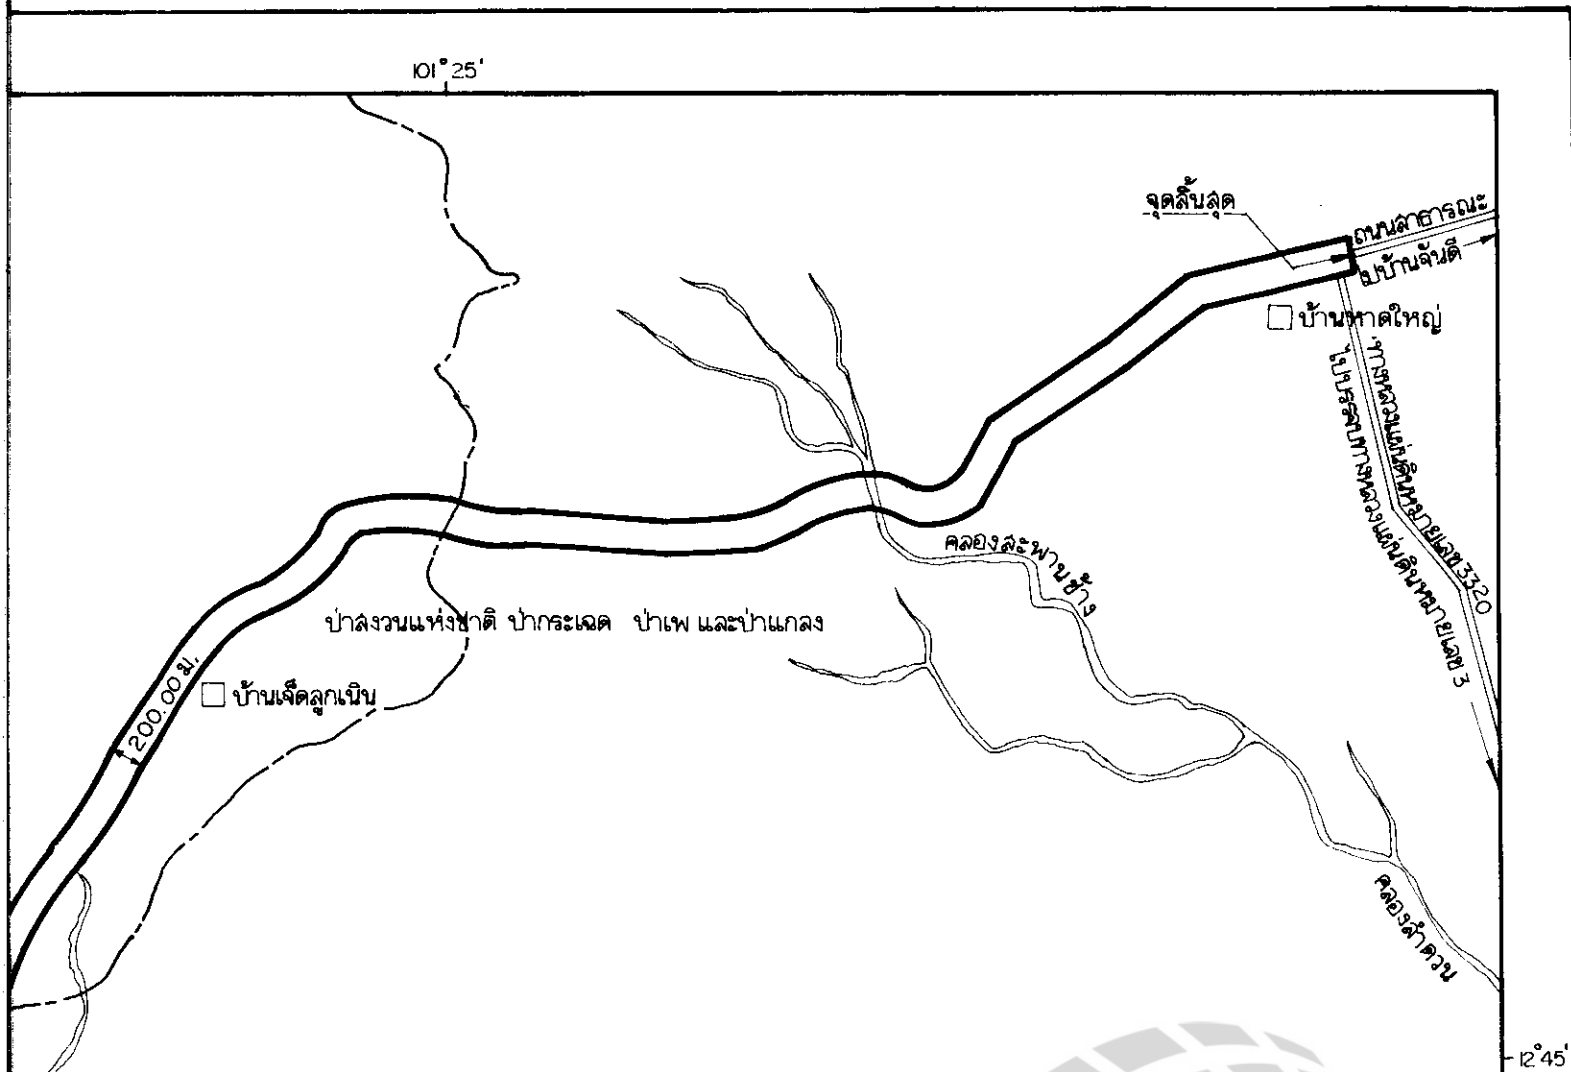 101°25'
จุดสิ้นสุด
ถนนสาธารณะ
ไปบ้านจันดี
บ้านหาดใหญ่
ทางหลวงแผ่นดินหมายเลข 3320
ไปบรรจบทางหลวงแผ่นดินหมายเลข 3
คลองสะพานช้าง
ป่าสงวนแห่งชาติ ป่ากระเฉด ป่าเพ และป่าแกลง
200.00 ม.
บ้านเจ็ดลูกเนิน
คลองลำดวน
12°45'